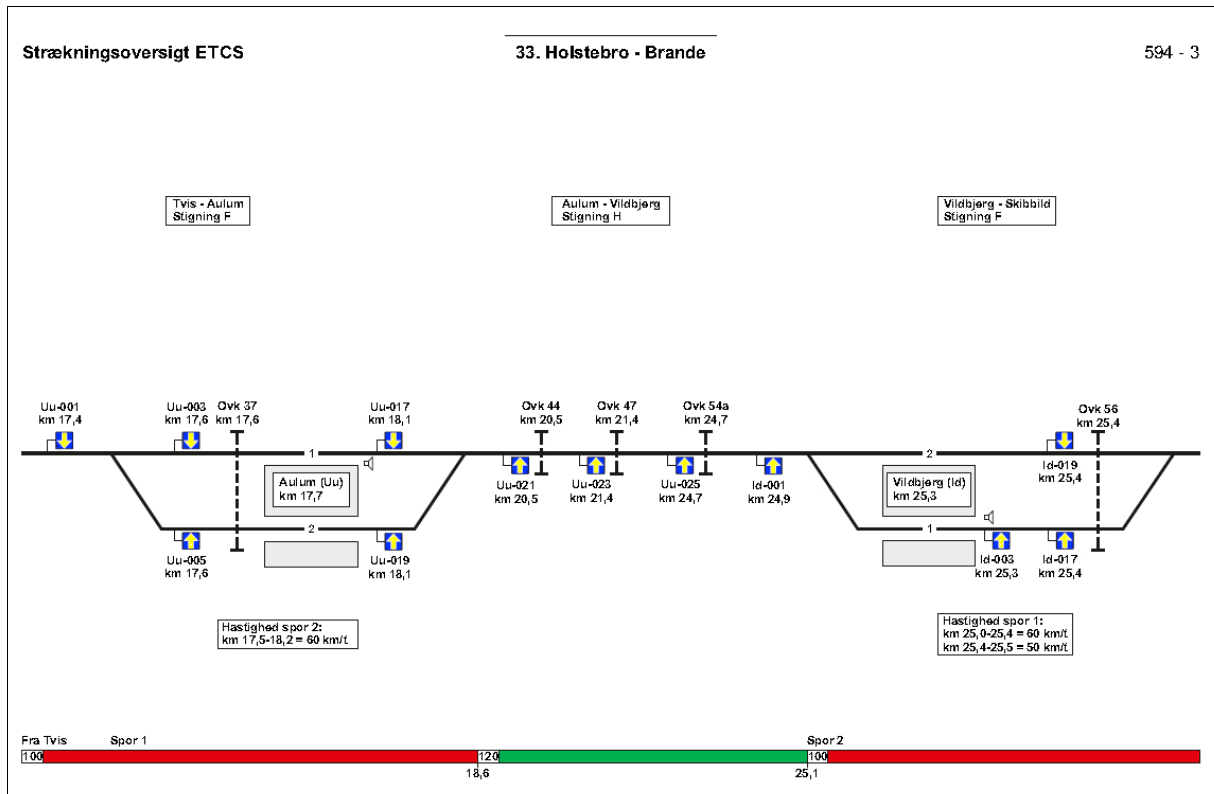 Strækningsoversigt ETCS
33. Holstebro - Brande
594 - 3
Tvis - Aulum
Stigning F
Aulum - Vildbjerg
Stigning H
Vildbjerg - Skibbild
Stigning F
Uu-001
km 17,4
Uu-003
km 17,6
Ovk 37
km 17,6
Uu-017
km 18,1
Ovk 44
km 20,5
Ovk 47
km 21,4
Ovk 54a
km 24,7
Ovk 56
km 25,4
1
2
Aulum (Uu)
km 17,7
Uu-021
km 20,5
Uu-023
km 21,4
Uu-025
km 24,7
Id-001
km 24,9
Vildbjerg (Id)
km 25,3
Id-019
km 25,4
2
1
Uu-005
km 17,6
Uu-019
km 18,1
Id-003
km 25,3
Id-017
km 25,4
Hastighed spor 2:
km 17,5-18,2 = 60 km/t
Hastighed spor 1:
km 25,0-25,4 = 60 km/t
km 25,4-25,5 = 50 km/t
Fra Tvis
Spor 1
Spor 2
100
120
100
18,6
25,1